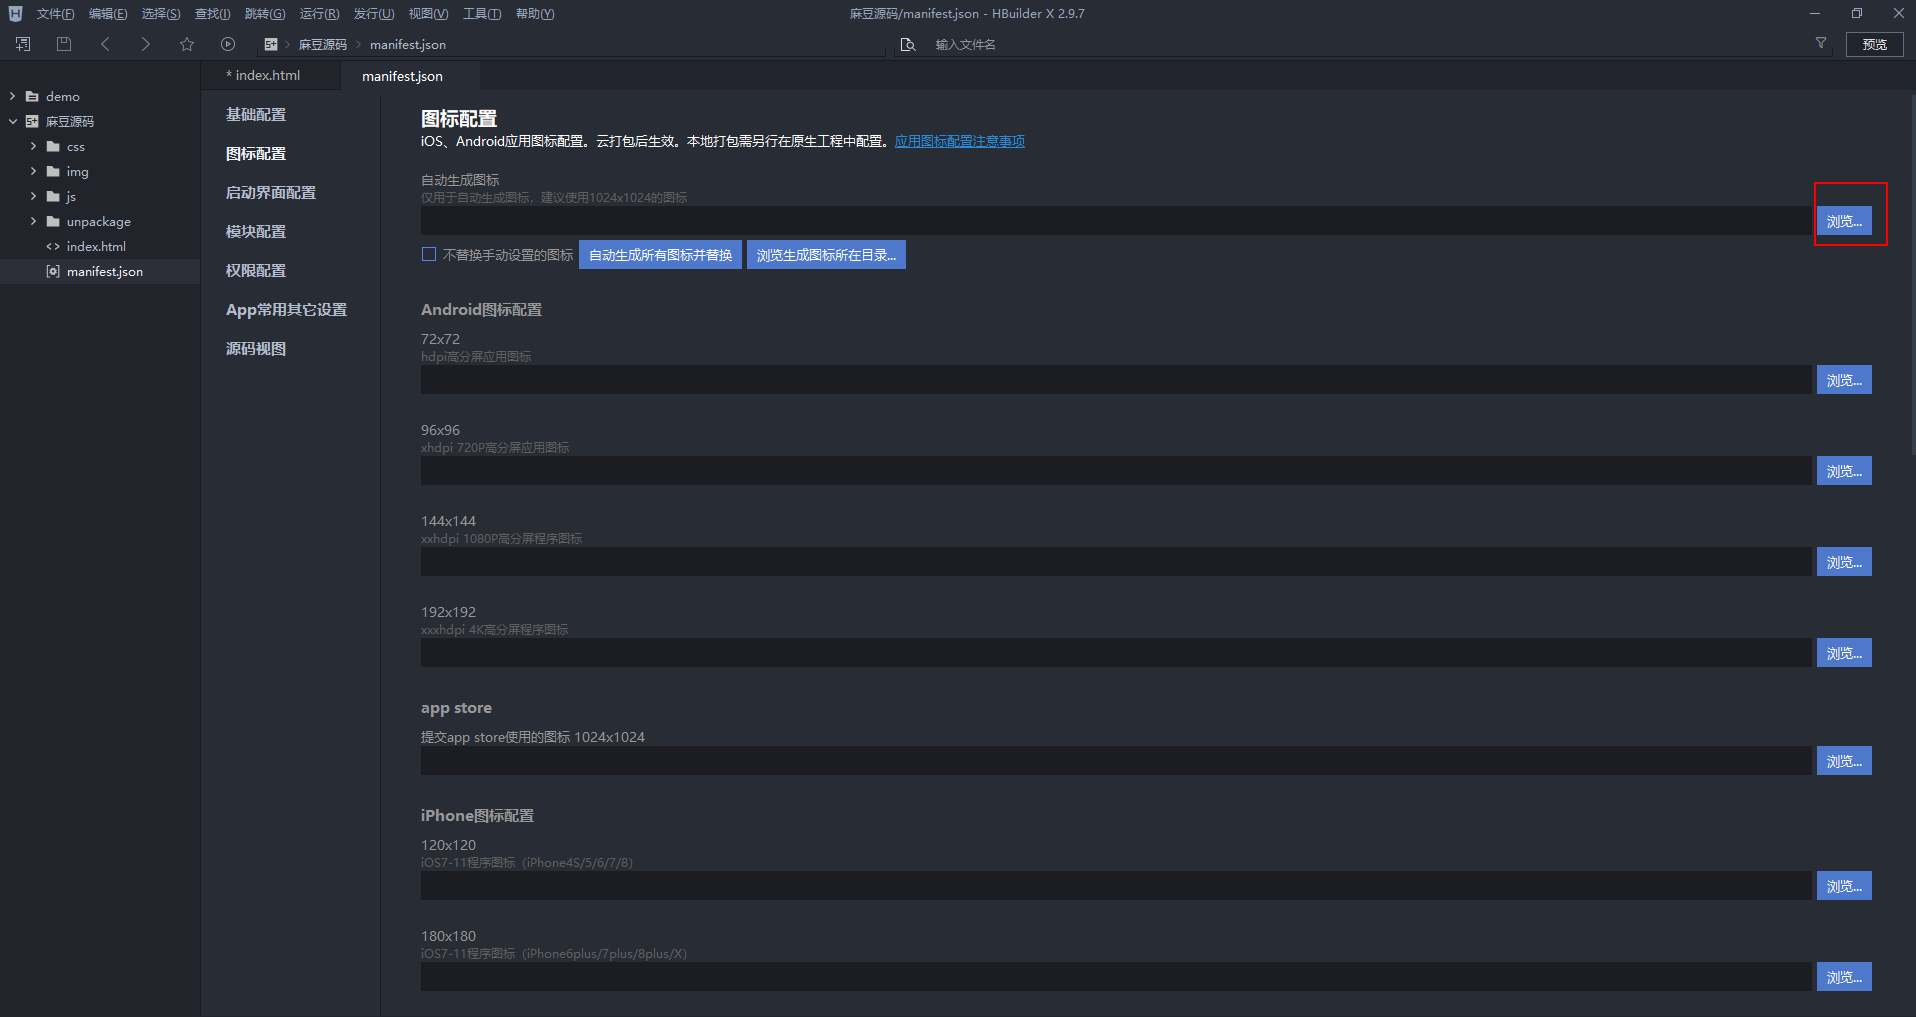 文件(F) 编辑(E) 选择(S) 查找(I) 跳转(G) 运行(R) 发行(U) 视图(V) 工具(T) 帮助(Y)
麻豆源码/manifest.json - HBuilder X 2.9.7
麻豆源码 manifest.json
输入文件名
预览
* index.html
manifest.json
demo
麻豆源码
css
img
js
unpackage
index.html
manifest.json
基础配置
图标配置
启动界面配置
模块配置
权限配置
App常用其它设置
源码视图
图标配置
iOS、Android应用图标配置。云打包后生效。本地打包需另行在原生工程中配置。应用图标配置注意事项
自动生成图标
仅用于自动生成图标，建议使用1024x1024的图标
浏览...
不替换手动设置的图标 自动生成所有图标并替换 浏览生成图标所在目录...
Android图标配置
72x72
hdpi高分屏应用图标
浏览...
96x96
xhdpi 720P高分屏应用图标
浏览...
144x144
xxhdpi 1080P高分屏程序图标
浏览...
192x192
xxxhdpi 4K高分屏程序图标
浏览...
app store
提交app store使用的图标 1024x1024
浏览...
iPhone图标配置
120x120
iOS7-11程序图标（iPhone4S/5/6/7/8）
浏览...
180x180
iOS7-11程序图标（iPhone6plus/7plus/8plus/X）
浏览...